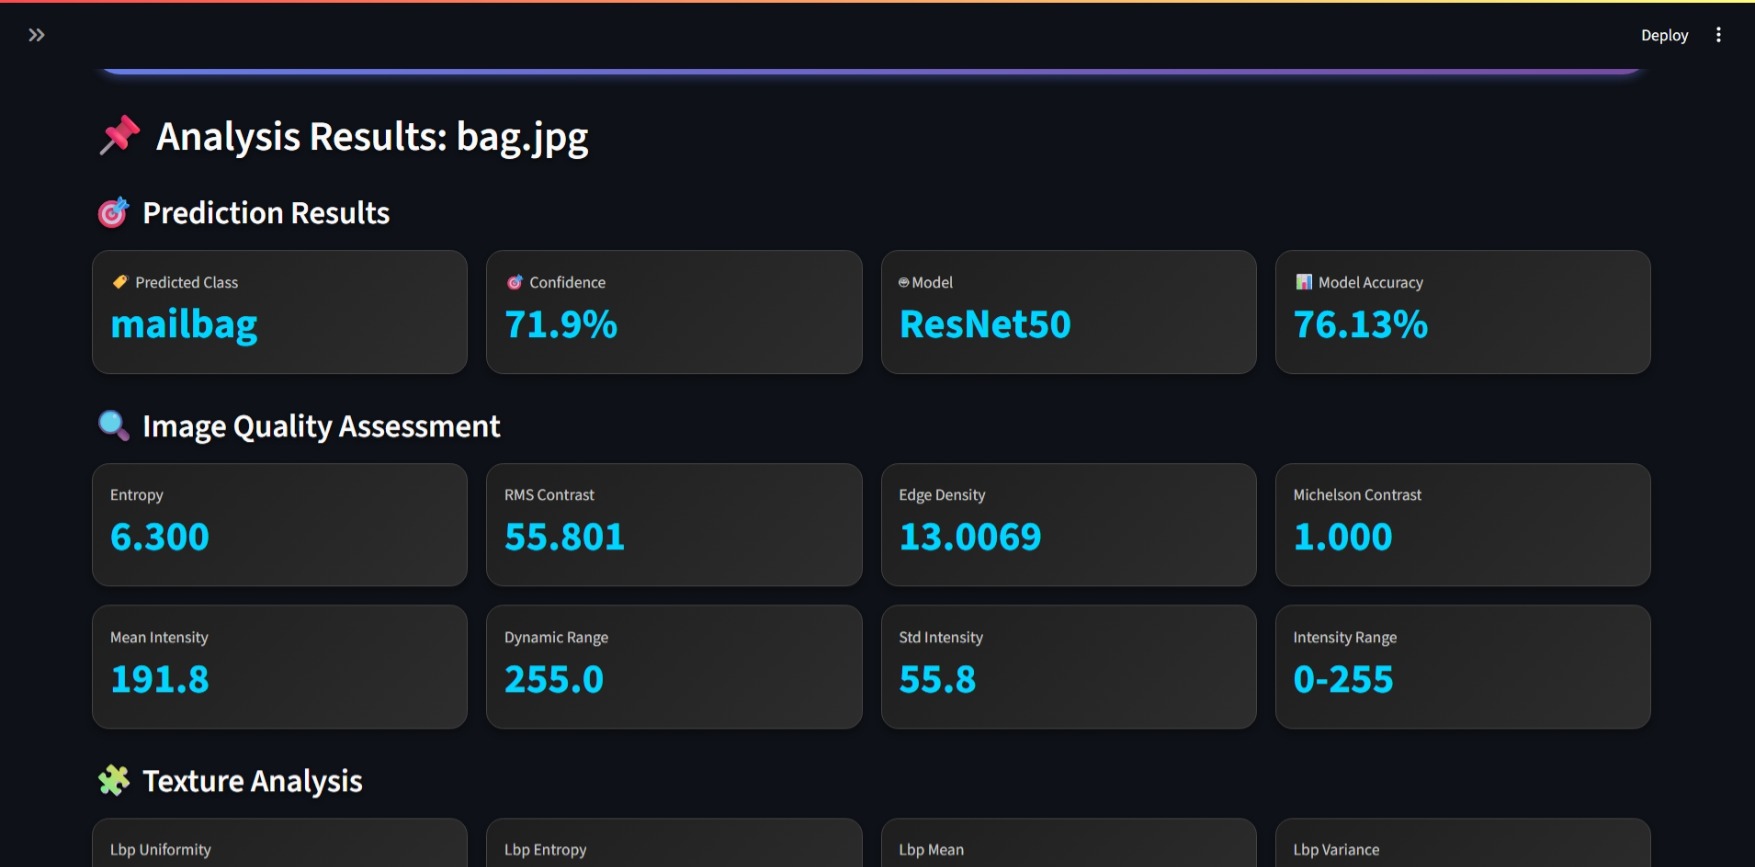 Deploy
Analysis Results: bag.jpg
Prediction Results
Predicted Class
mailbag
Confidence
71.9%
Model
ResNet50
Model Accuracy
76.13%
Image Quality Assessment
Entropy
6.300
RMS Contrast
55.801
Edge Density
13.0069
Michelson Contrast
1.000
Mean Intensity
191.8
Dynamic Range
255.0
Std Intensity
55.8
Intensity Range
0-255
Texture Analysis
Lbp Uniformity
Lbp Entropy
Lbp Mean
Lbp Variance